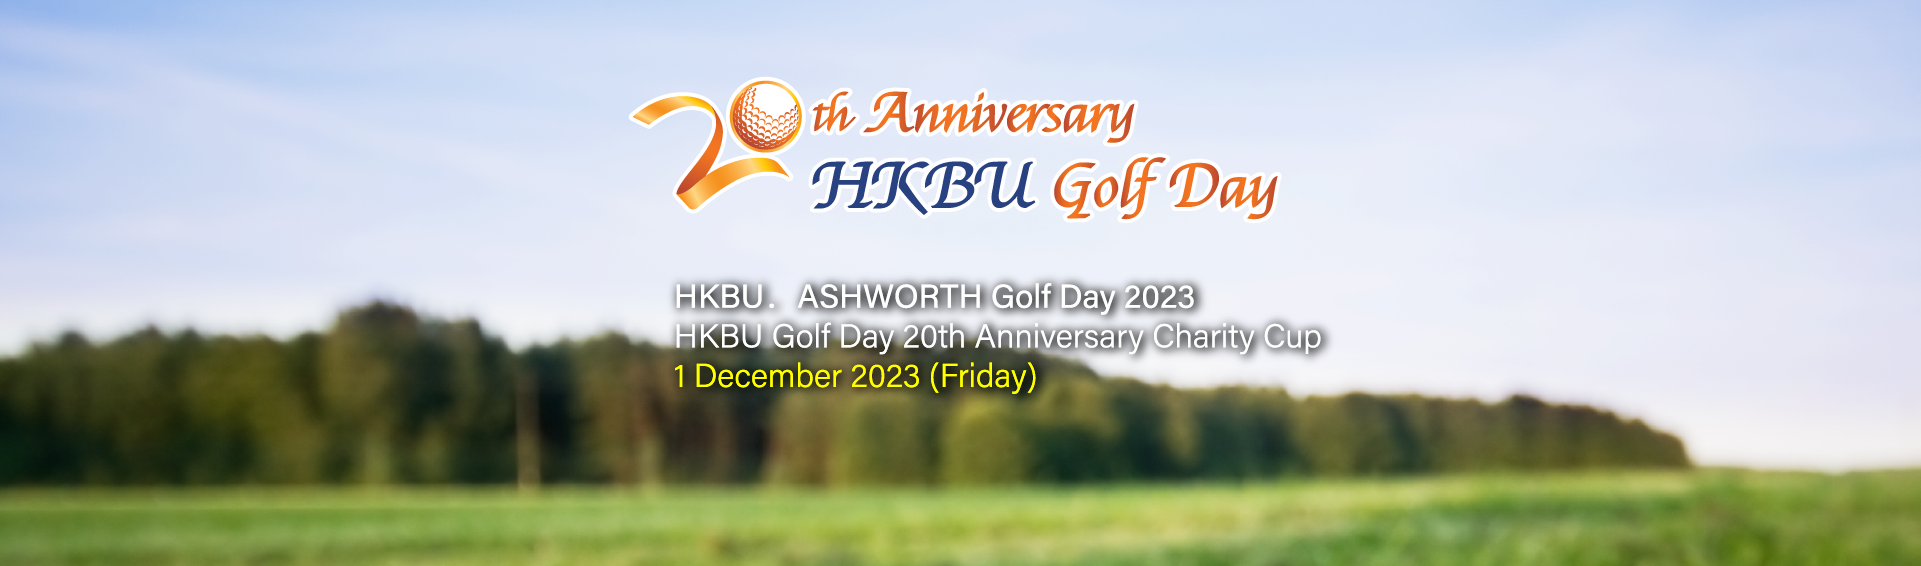 20th Anniversary
HKBU Golf Day
HKBU．ASHWORTH Golf Day 2023
HKBU Golf Day 20th Anniversary Charity Cup
1 December 2023 (Friday)